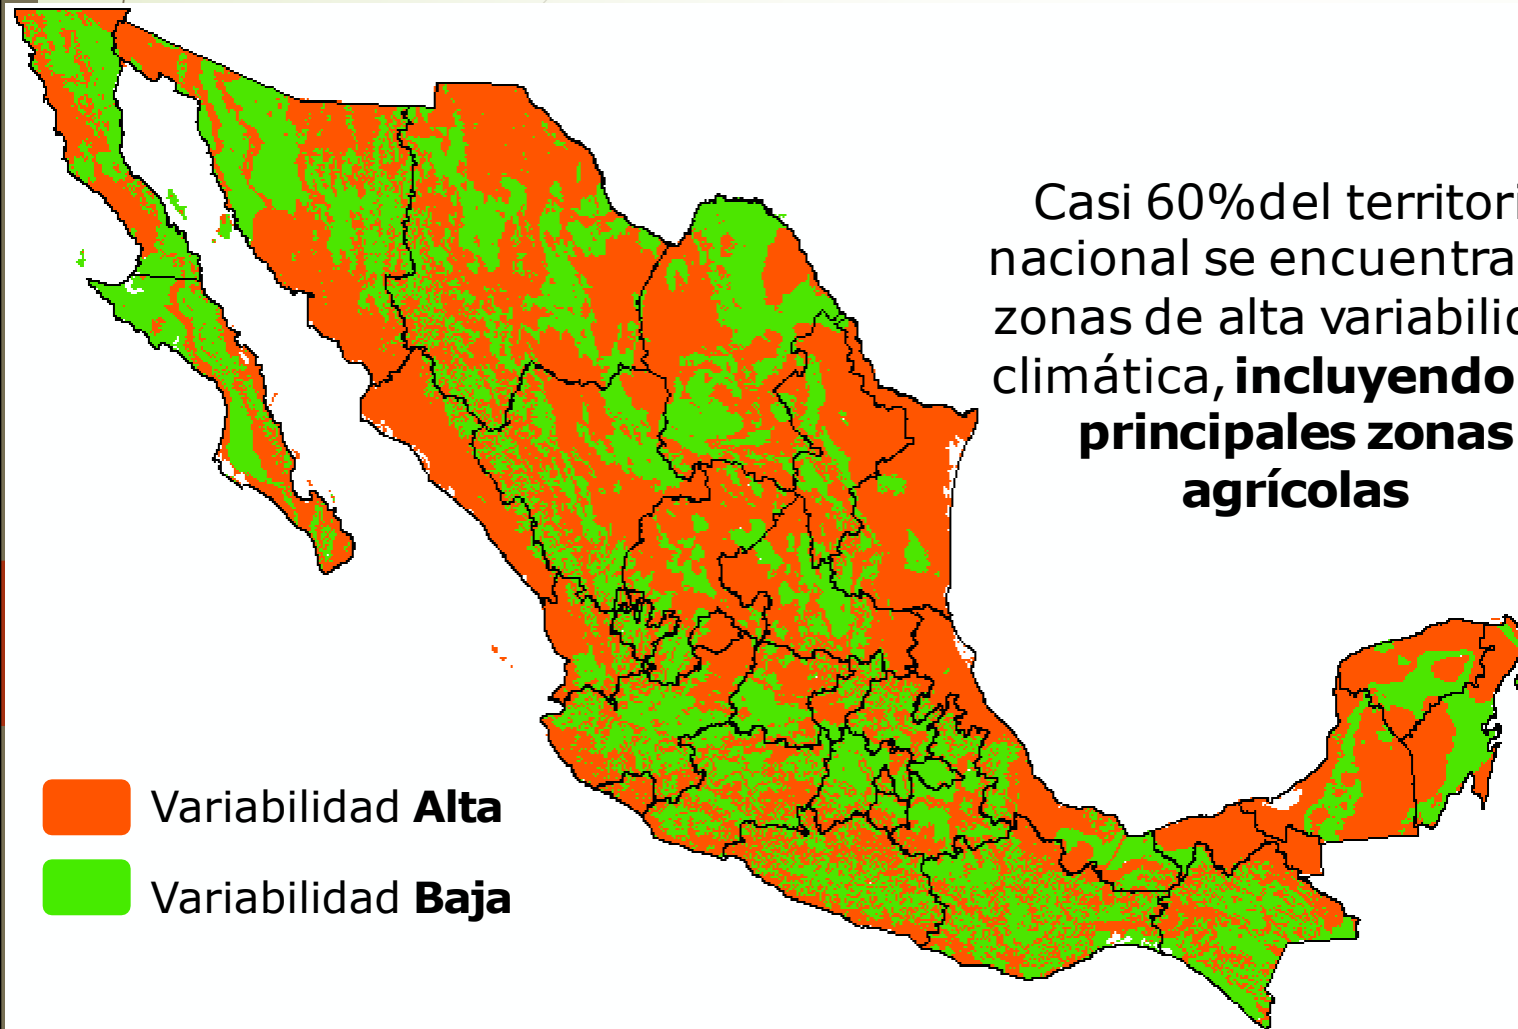 Casi 60% del territori
nacional se encuentra
zonas de alta variabilid
climática, incluyendo
principales zonas
agrícolas
Variabilidad Alta
Variabilidad Baja